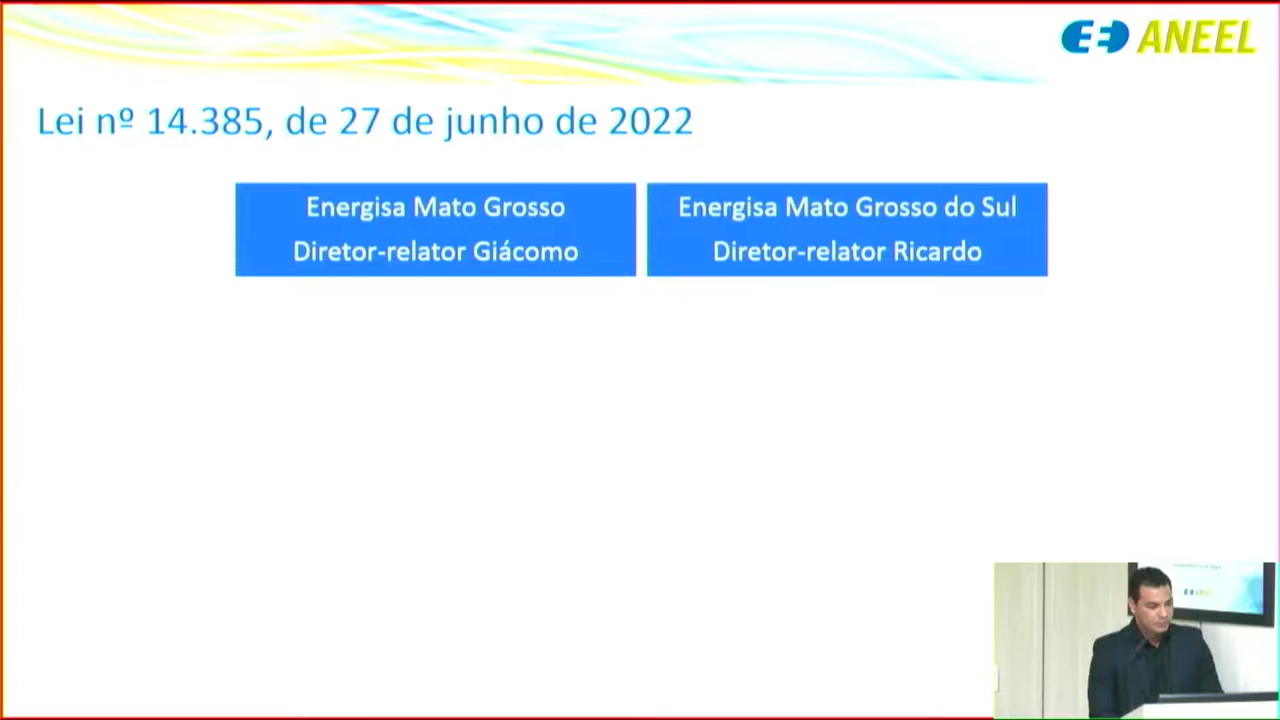 ANEEL
Lei nº 14.385, de 27 de junho de 2022
Energisa Mato Grosso
Diretor-relator Giácomo
Energisa Mato Grosso do Sul
Diretor-relator Ricardo